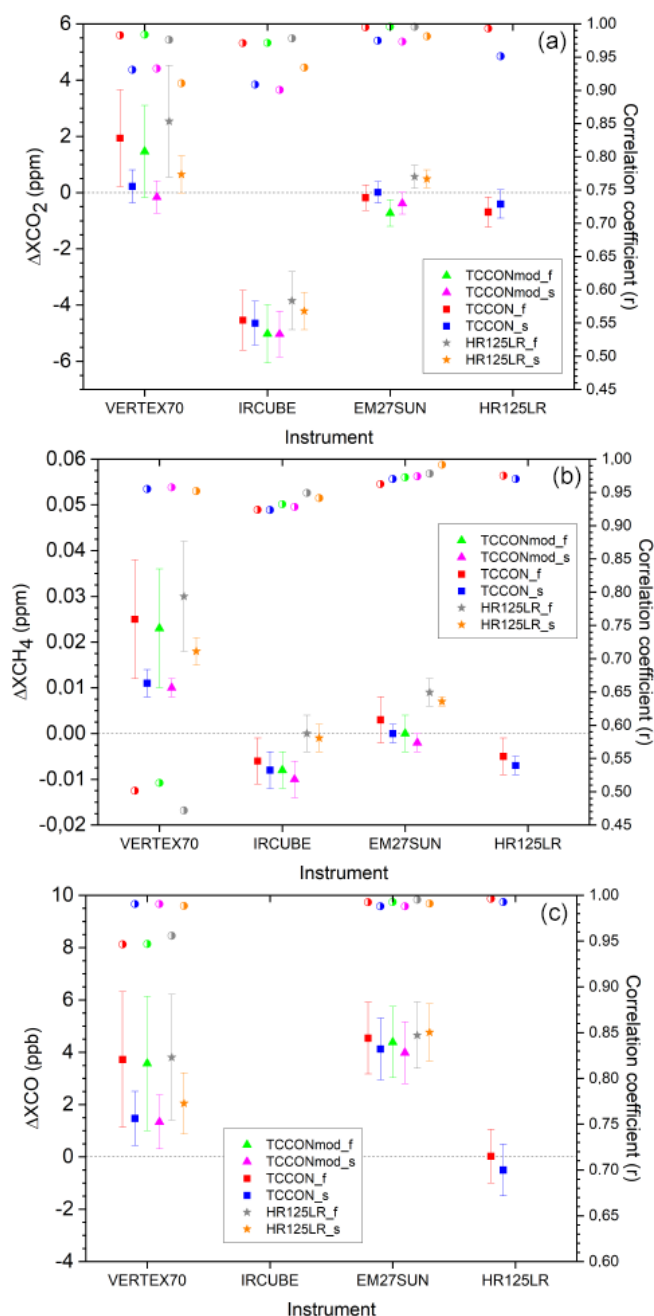 (a)
6
4
2
0
-2
-4
-6
ΔXCO₂ (ppm)
1.00
0.95
0.90
0.85
0.80
0.75
0.70
0.65
0.60
0.55
0.50
0.45
Correlation coefficient (r)
TCCONmod_f
TCCONmod_s
TCCON_f
TCCON_s
HR125LR_f
HR125LR_s
VERTEX70 IRCUBE EM27SUN HR125LR
Instrument
(b)
0.06
0.05
0.04
0.03
0.02
0.01
0.00
-0.01
-0,02
ΔXCH₄ (ppm)
1.00
0.95
0.90
0.85
0.80
0.75
0.70
0.65
0.60
0.55
0.50
0.45
Correlation coefficient (r)
TCCONmod_f
TCCONmod_s
TCCON_f
TCCON_s
HR125LR_f
HR125LR_s
VERTEX70 IRCUBE EM27SUN HR125LR
Instrument
(c)
10
8
6
4
2
0
-2
-4
ΔXCO (ppb)
1.00
0.95
0.90
0.85
0.80
0.75
0.70
0.65
0.60
Correlation coefficient (r)
TCCONmod_f
TCCONmod_s
TCCON_f
TCCON_s
HR125LR_f
HR125LR_s
VERTEX70 IRCUBE EM27SUN HR125LR
Instrument